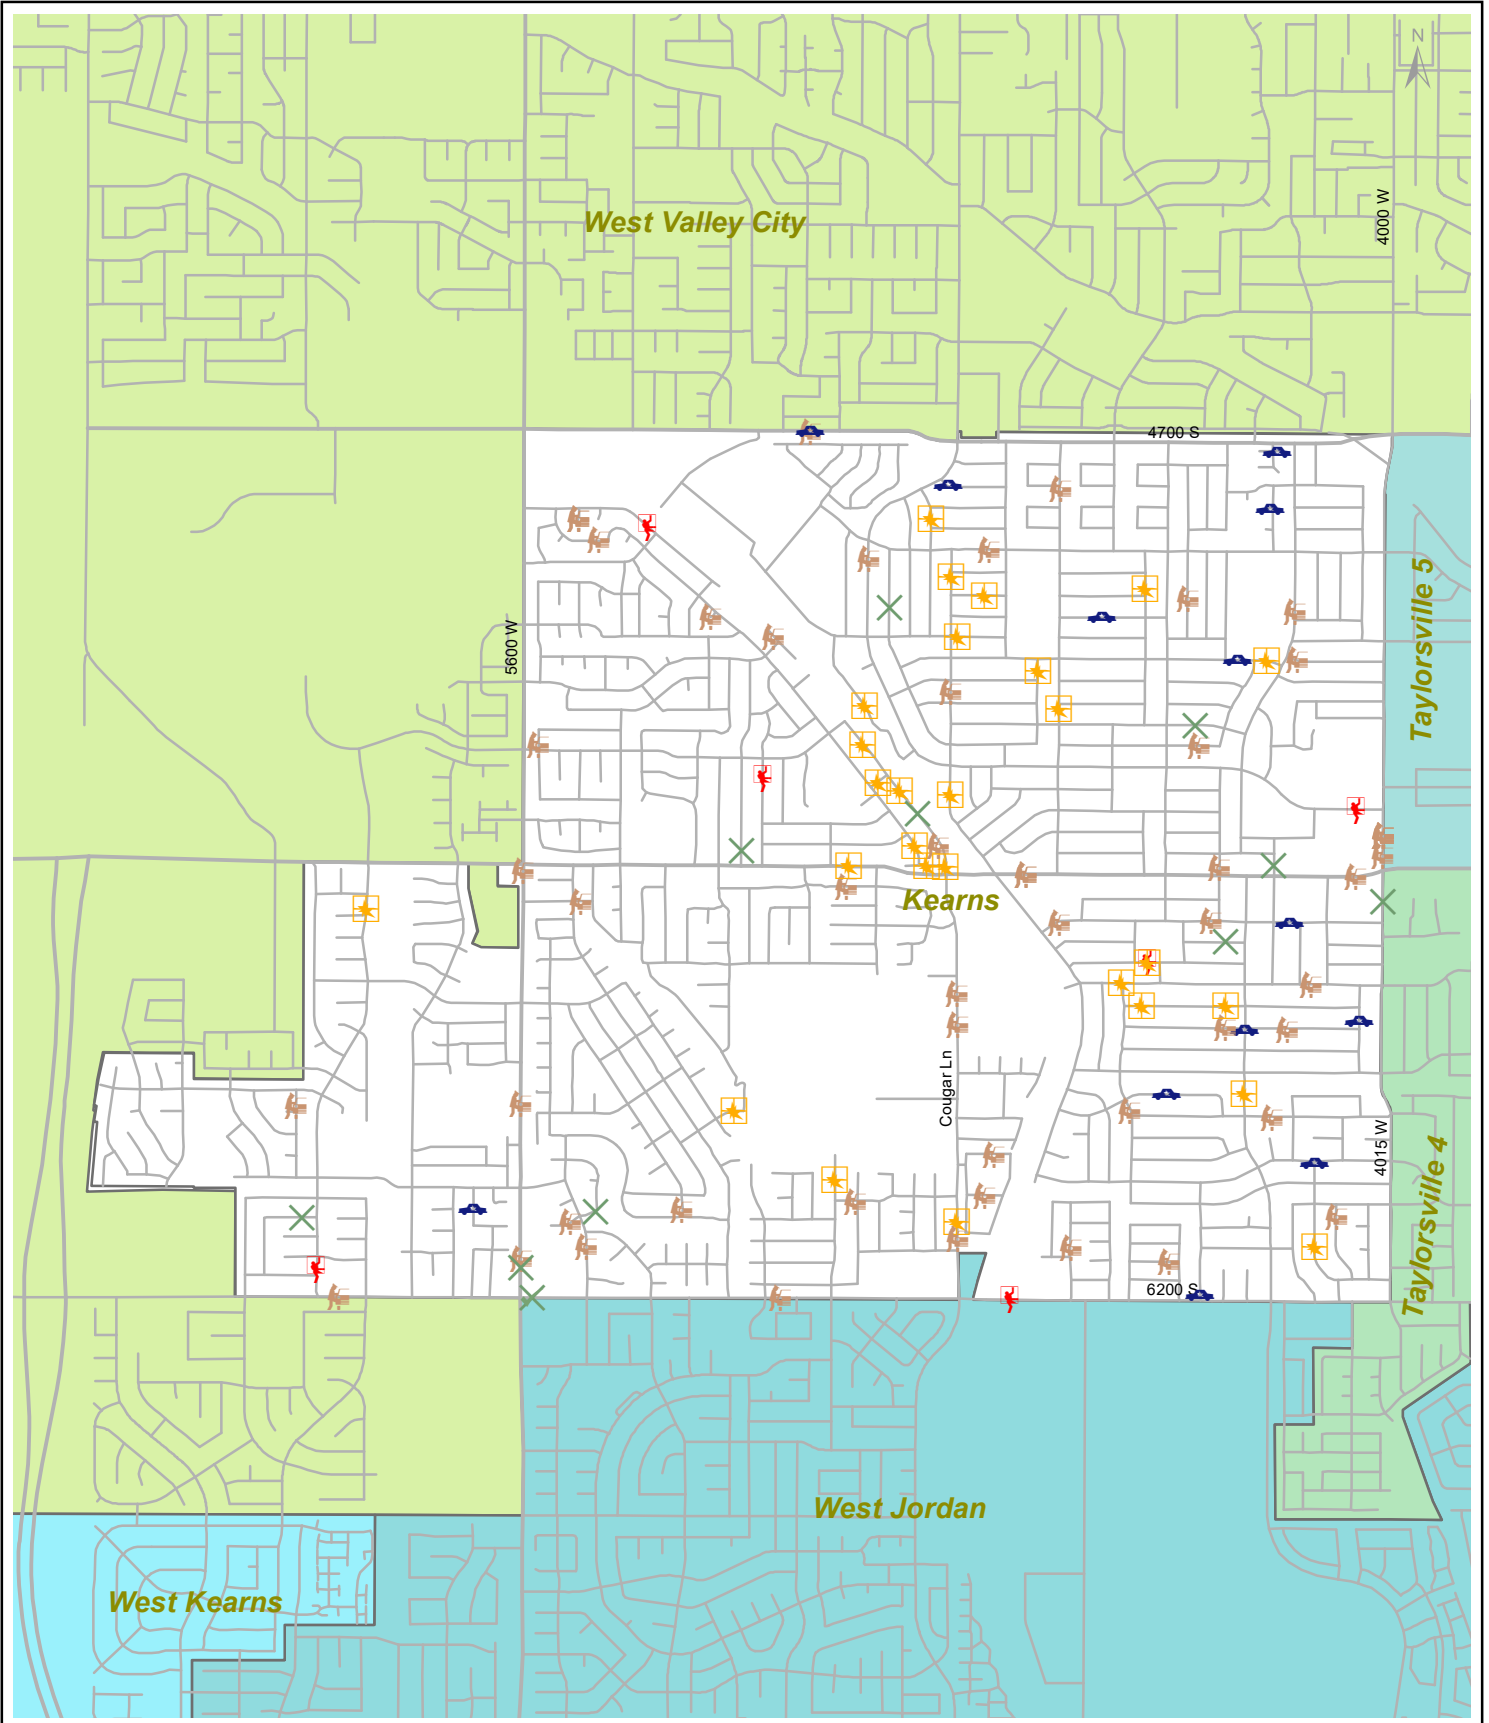 N
West Valley City
4000 W
4700 S
Taylorsville 5
5600 W
Kearns
Cougar Ln
4015 W
Taylorsville 4
6200 S
West Jordan
West Kearns